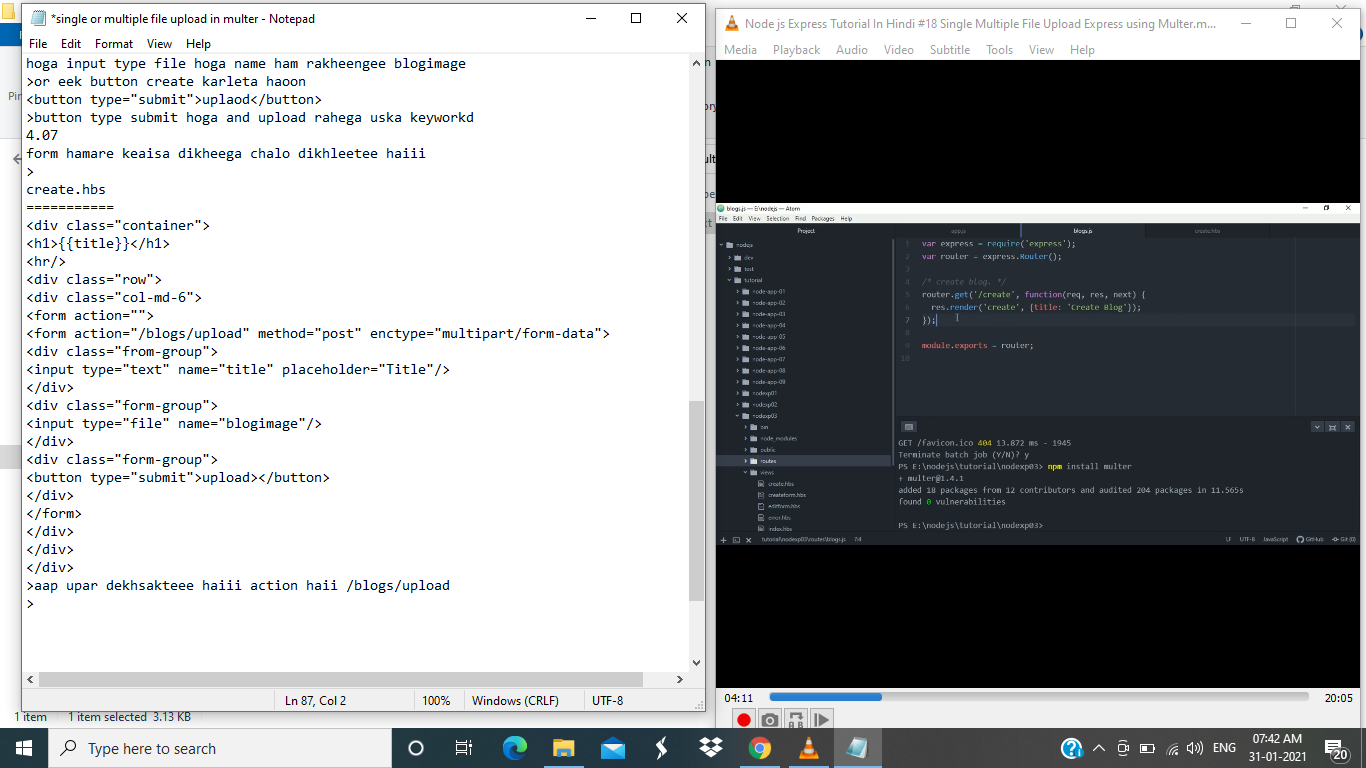 *single or multiple file upload in multer - Notepad
File Edit Format View Help
hoga input type file hoga name ham rakheengee blogimage
>or eek button create karleta haoon
<button type="submit">uplaod</button>
>button type submit hoga and upload rahega uska keyworkd
4.07
form hamare keaisa dikheega chalo dikhleetee haiii
>
create.hbs
===========
<div class="container">
<h1>{{title}}</h1>
<hr/>
<div class="row">
<div class="col-md-6">
<form action="">
<form action="/blogs/upload" method="post" enctype="multipart/form-data">
<div class="from-group">
<input type="text" name="title" placeholder="Title"/>
</div>
<div class="form-group">
<input type="file" name="blogimage"/>
</div>
<div class="form-group">
<button type="submit">upload></button>
</div>
</form>
</div>
</div>
</div>
>aap upar dekhsakteee haiii action haii /blogs/upload
>
Ln 87, Col 2
100%
Windows (CRLF)
UTF-8
1 item
1 item selected 3.13 KB
Node js Express Tutorial In Hindi #18 Single Multiple File Upload Express using Multer.m...
Media Playback Audio Video Subtitle Tools View Help
blogs.js — E:\nodejs — Atom
File Edit View Selection Find Packages Help
Project
app.js
blogs.js
create.hbs
nodejs
dev
test
tutorial
node-app-01
node-app-02
node-app-03
node-app-04
node-app-05
node-app-06
node-app-07
node-app-08
node-app-09
nodexp01
nodexp02
nodexp03
bin
node_modules
public
routes
views
create.hbs
createform.hbs
editform.hbs
error.hbs
index.hbs
1 var express = require('express');
2 var router = express.Router();
3
4 /* create blog. */
5 router.get('/create', function(req, res, next) {
6 res.render('create', {title: 'Create Blog'});
7 });
8
9 module.exports = router;
10
GET /favicon.ico 404 13.872 ms - 1945
Terminate batch job (Y/N)? y
PS E:\nodejs\tutorial\nodexp03> npm install multer
+ multer@1.4.1
added 18 packages from 12 contributors and audited 204 packages in 11.565s
found 0 vulnerabilities
PS E:\nodejs\tutorial\nodexp03>
tutorial\nodexp03\routes\blogs.js 7:4
LF UTF-8 JavaScript GitHub Git (0)
04:11
20:05
Type here to search
ENG
07:42 AM
31-01-2021
20